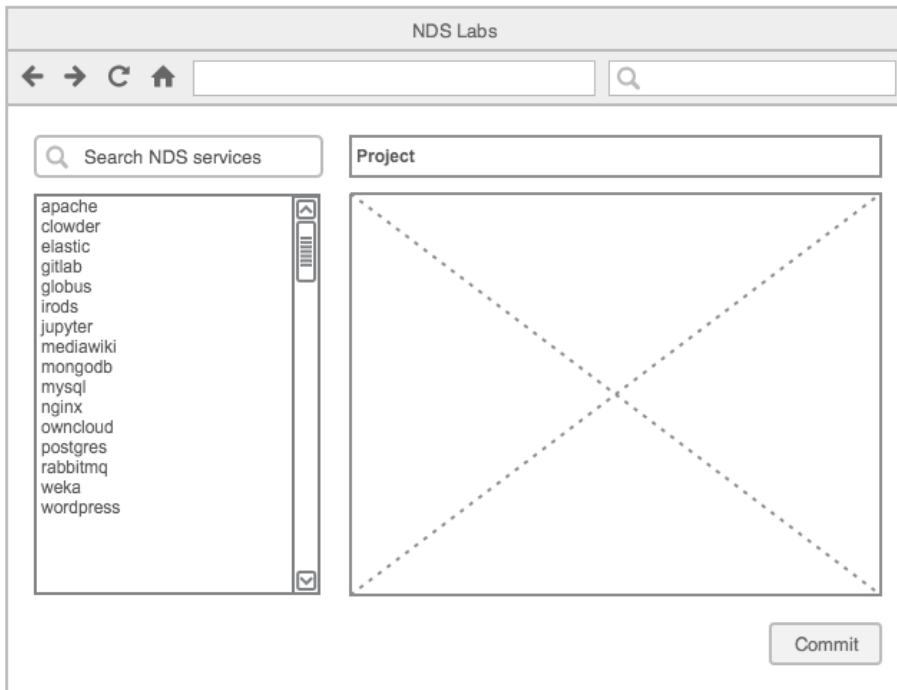 NDS Labs
Search NDS services
Project
apache
clowder
elastic
gitlab
globus
irods
jupyter
mediawiki
mongodb
mysql
nginx
owncloud
postgres
rabbitmq
weka
wordpress
Commit